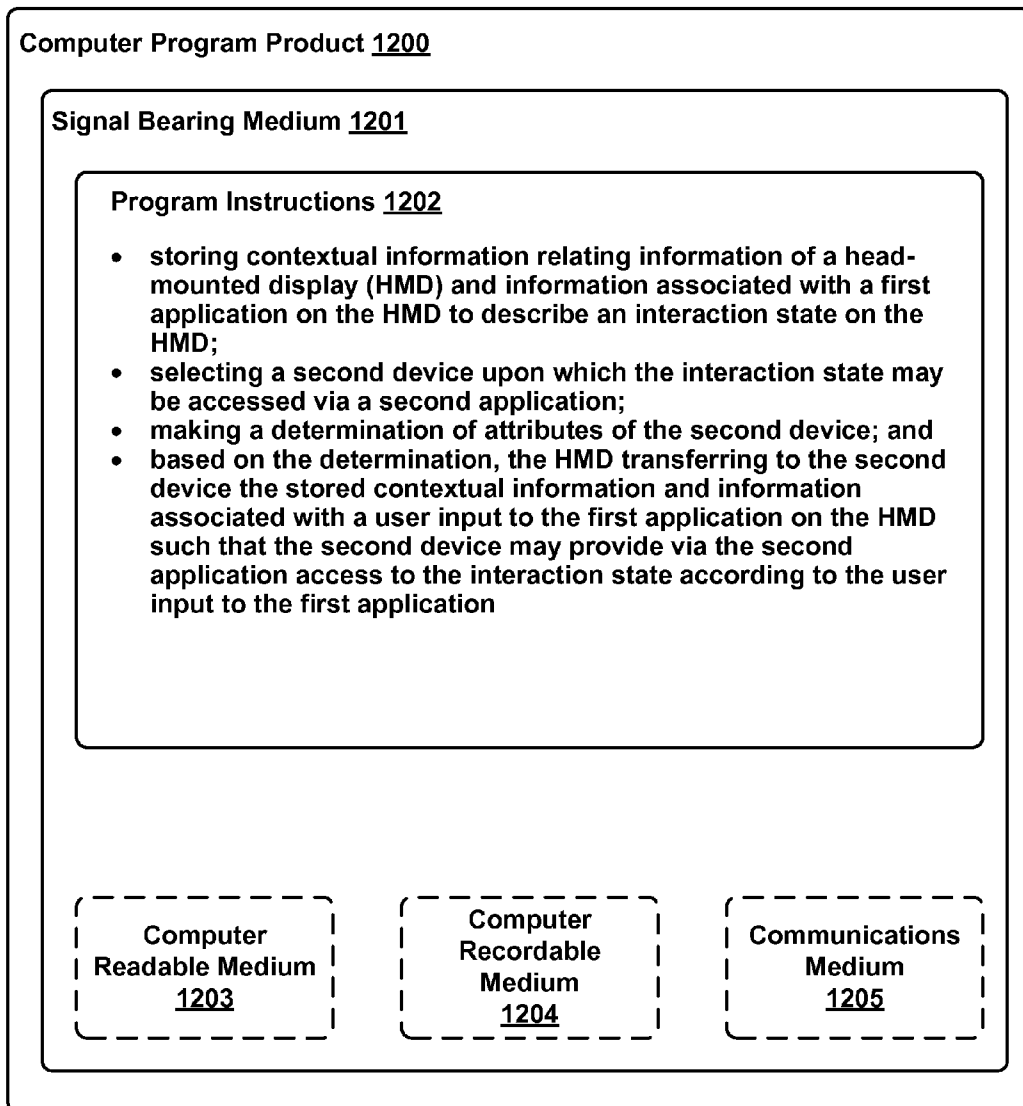 Computer Program Product 1200
Signal Bearing Medium 1201
Program Instructions 1202
• storing contextual information relating information of a head-
mounted display (HMD) and information associated with a first
application on the HMD to describe an interaction state on the
HMD;
• selecting a second device upon which the interaction state may
be accessed via a second application;
• making a determination of attributes of the second device; and
• based on the determination, the HMD transferring to the second
device the stored contextual information and information
associated with a user input to the first application on the HMD
such that the second device may provide via the second
application access to the interaction state according to the user
input to the first application
Computer
Readable Medium
1203
Computer
Recordable
Medium
1204
Communications
Medium
1205